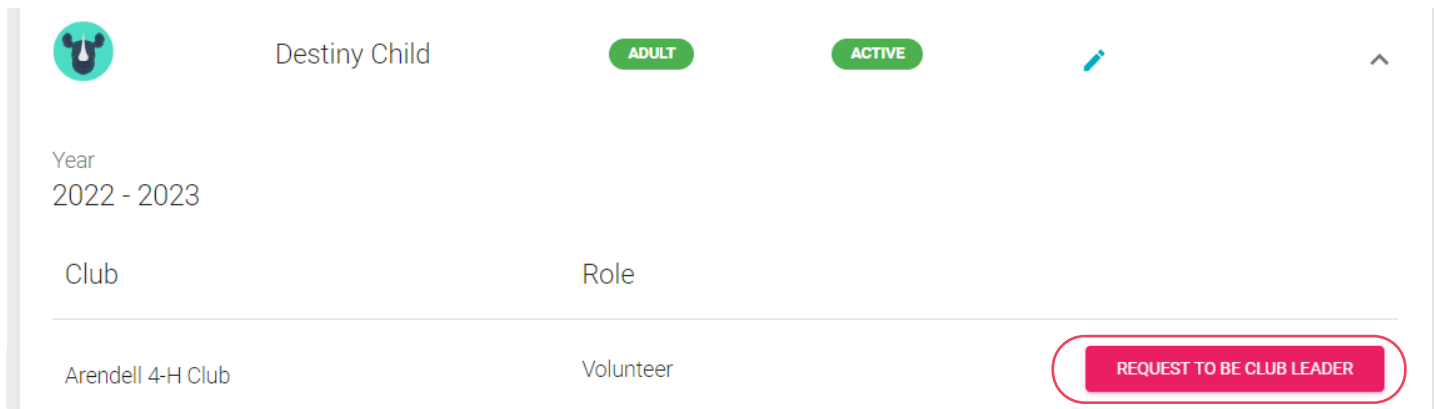 Destiny Child ADULT ACTIVE
Year
2022 - 2023
Club Role
Arendell 4-H Club Volunteer REQUEST TO BE CLUB LEADER